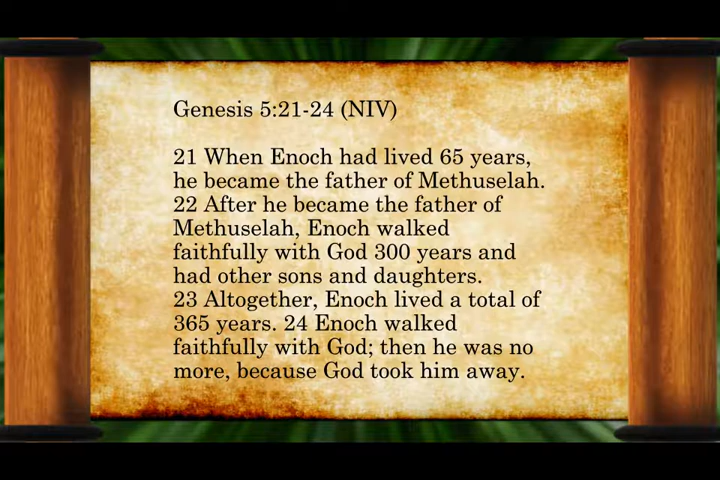 Genesis 5:21-24 (NIV)
21 When Enoch had lived 65 years,
he became the father of Methuselah.
22 After he became the father of
Methuselah, Enoch walked
faithfully with God 300 years and
had other sons and daughters.
23 Altogether, Enoch lived a total of
365 years. 24 Enoch walked
faithfully with God; then he was no
more, because God took him away.